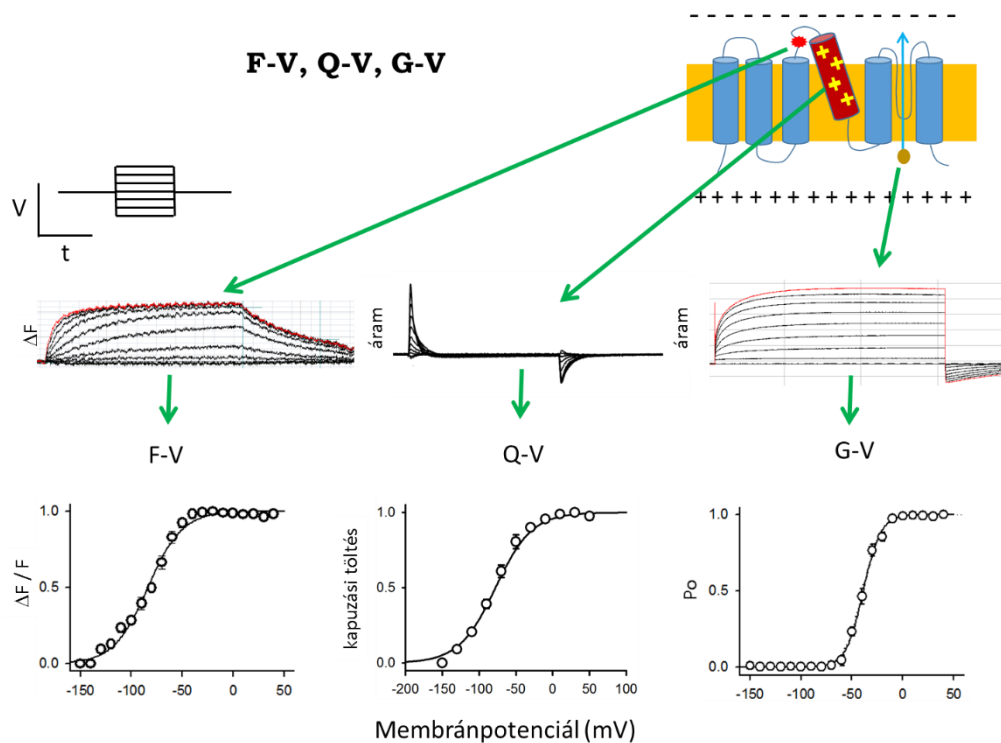 F-V, Q-V, G-V
- - - - - - - - - - - - - -
+ + + +
+ + + + + + + + + + + + + +
V
t
ΔF
áram
áram
F-V
Q-V
G-V
ΔF / F
1.0
0.5
0.0
-150 -100 -50 0 50
kapuzási töltés
1.0
0.5
0.0
-200 -150 -100 -50 0 50 100
Po
1.0
0.5
0.0
-150 -100 -50 0 50
Membránpotenciál (mV)